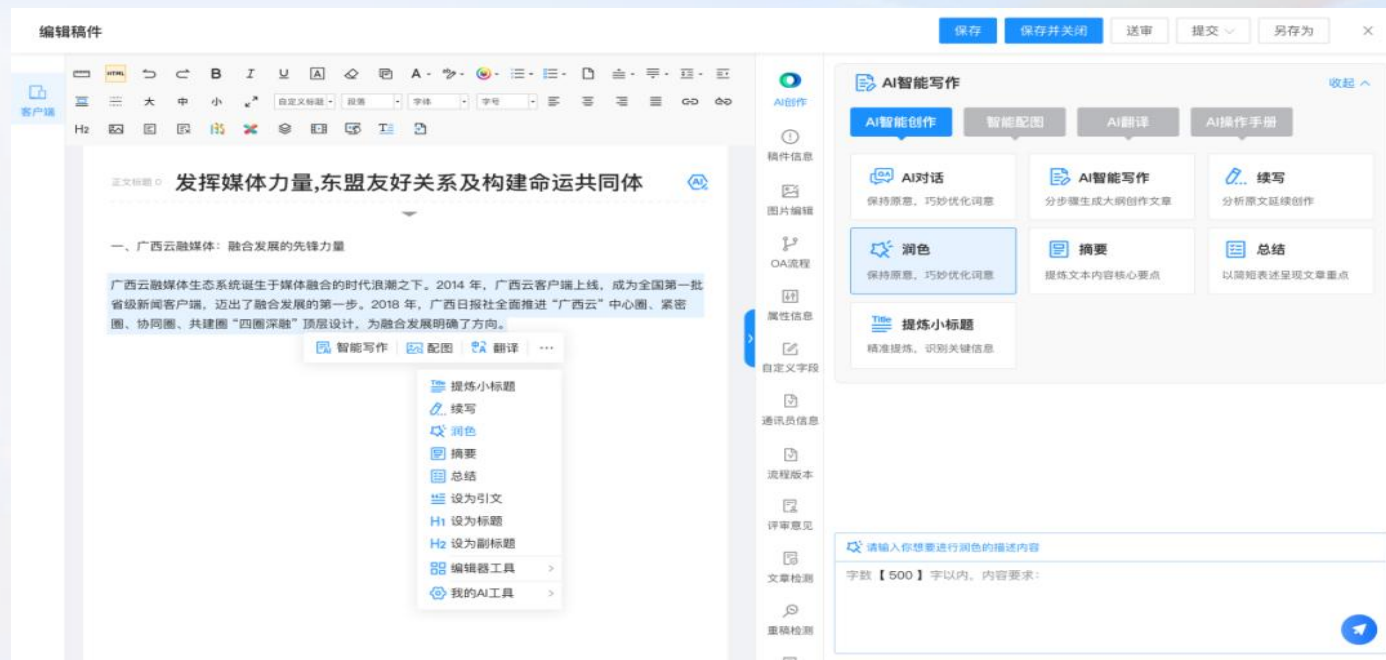 编辑稿件
保存
保存并关闭
送审
提交
另存为
客户端
HTML
B I U A A
大 中 小 自定义标题 段落 字体 字号
H2
正文标题
发挥媒体力量,东盟友好关系及构建命运共同体
一、广西云融媒体：融合发展的先锋力量
广西云融媒体生态系统诞生于媒体融合的时代浪潮之下。2014 年，广西云客户端上线，成为全国第一批
省级新闻客户端，迈出了融合发展的第一步。2018 年，广西日报社全面推进“广西云”中心圈、紧密
圈、协同圈、共建圈“四圈深融”顶层设计，为融合发展明确了方向。
智能写作 配图 翻译 ···
提炼小标题
续写
润色
摘要
总结
设为引文
H1 设为标题
H2 设为副标题
编辑器工具
我的AI工具
AI创作
稿件信息
图片编辑
OA流程
属性信息
自定义字段
通讯员信息
流程版本
评审意见
文章检测
重稿检测
AI智能写作
收起
AI智能创作
智能配图
AI翻译
AI操作手册
AI对话
保持原意，巧妙优化词意
AI智能写作
分步骤生成大纲创作文章
续写
分析原文延续创作
润色
保持原意，巧妙优化词意
摘要
提炼文本内容核心要点
总结
以简短表述呈现文章重点
Title
提炼小标题
精准提炼，识别关键信息
请输入你想要进行润色的描述内容
字数【 500 】字以内，内容要求：